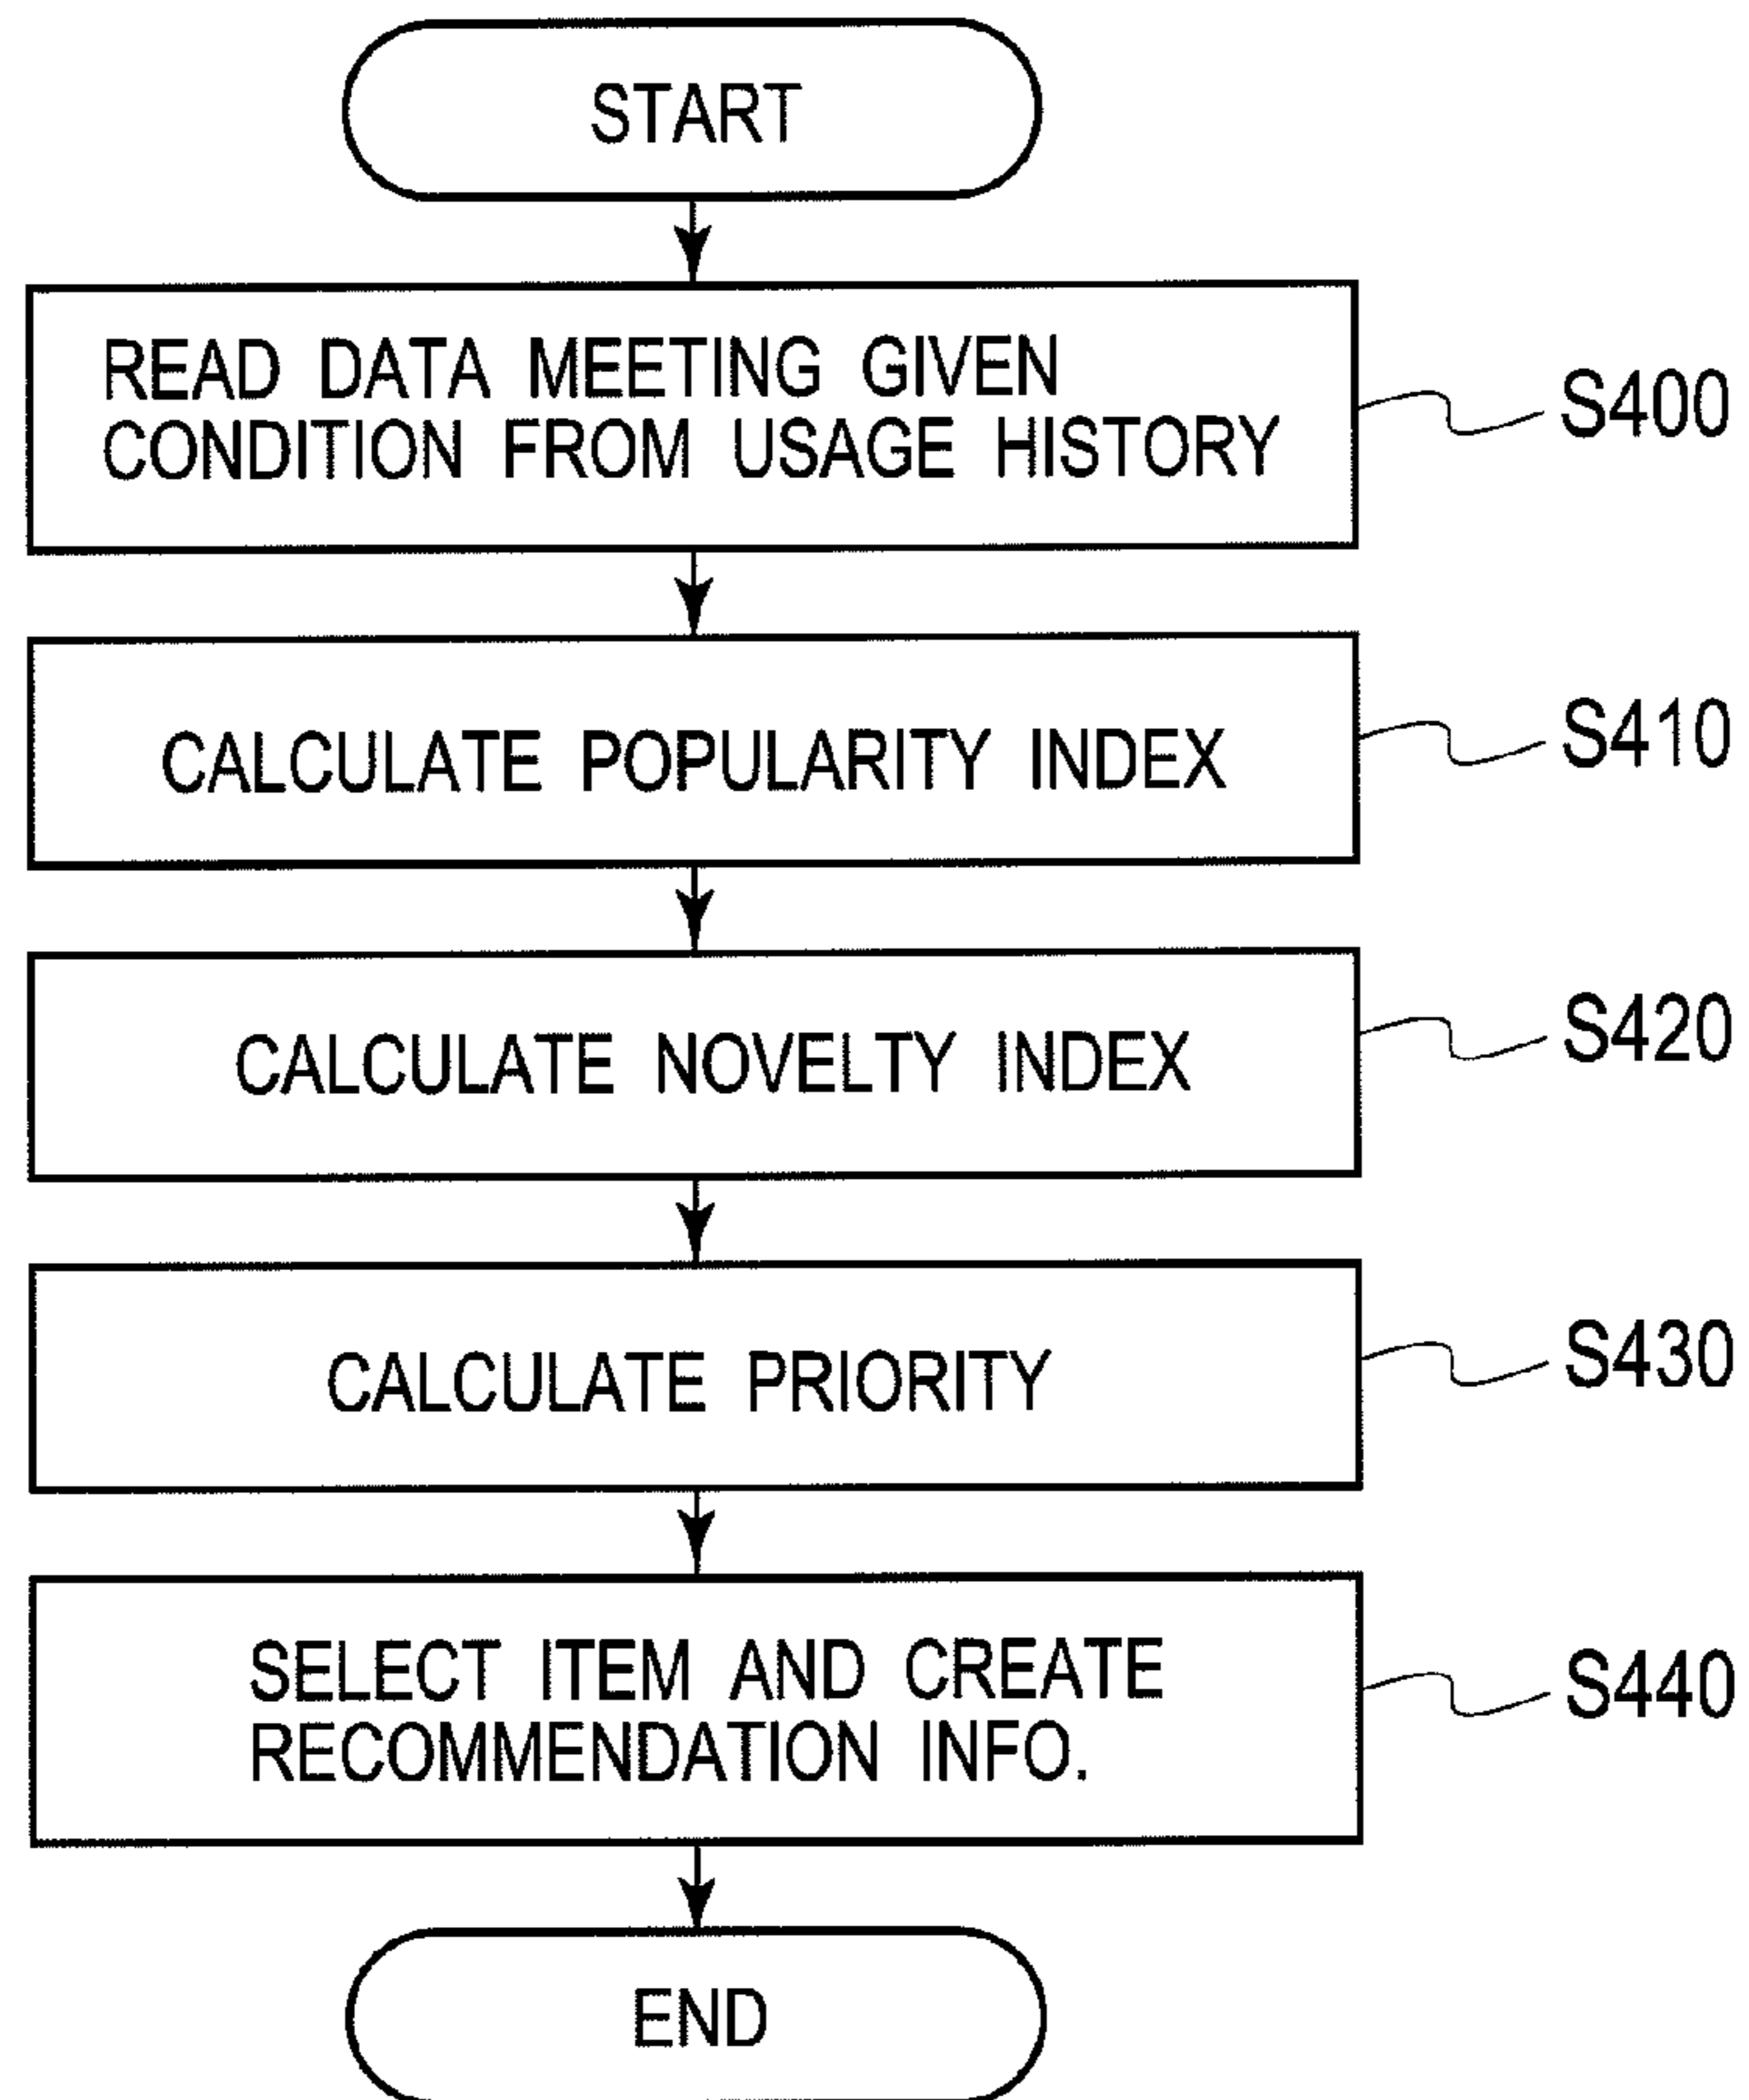 START
READ DATA MEETING GIVEN
CONDITION FROM USAGE HISTORY
S400
CALCULATE POPULARITY INDEX
S410
CALCULATE NOVELTY INDEX
S420
CALCULATE PRIORITY
S430
SELECT ITEM AND CREATE
RECOMMENDATION INFO.
S440
END